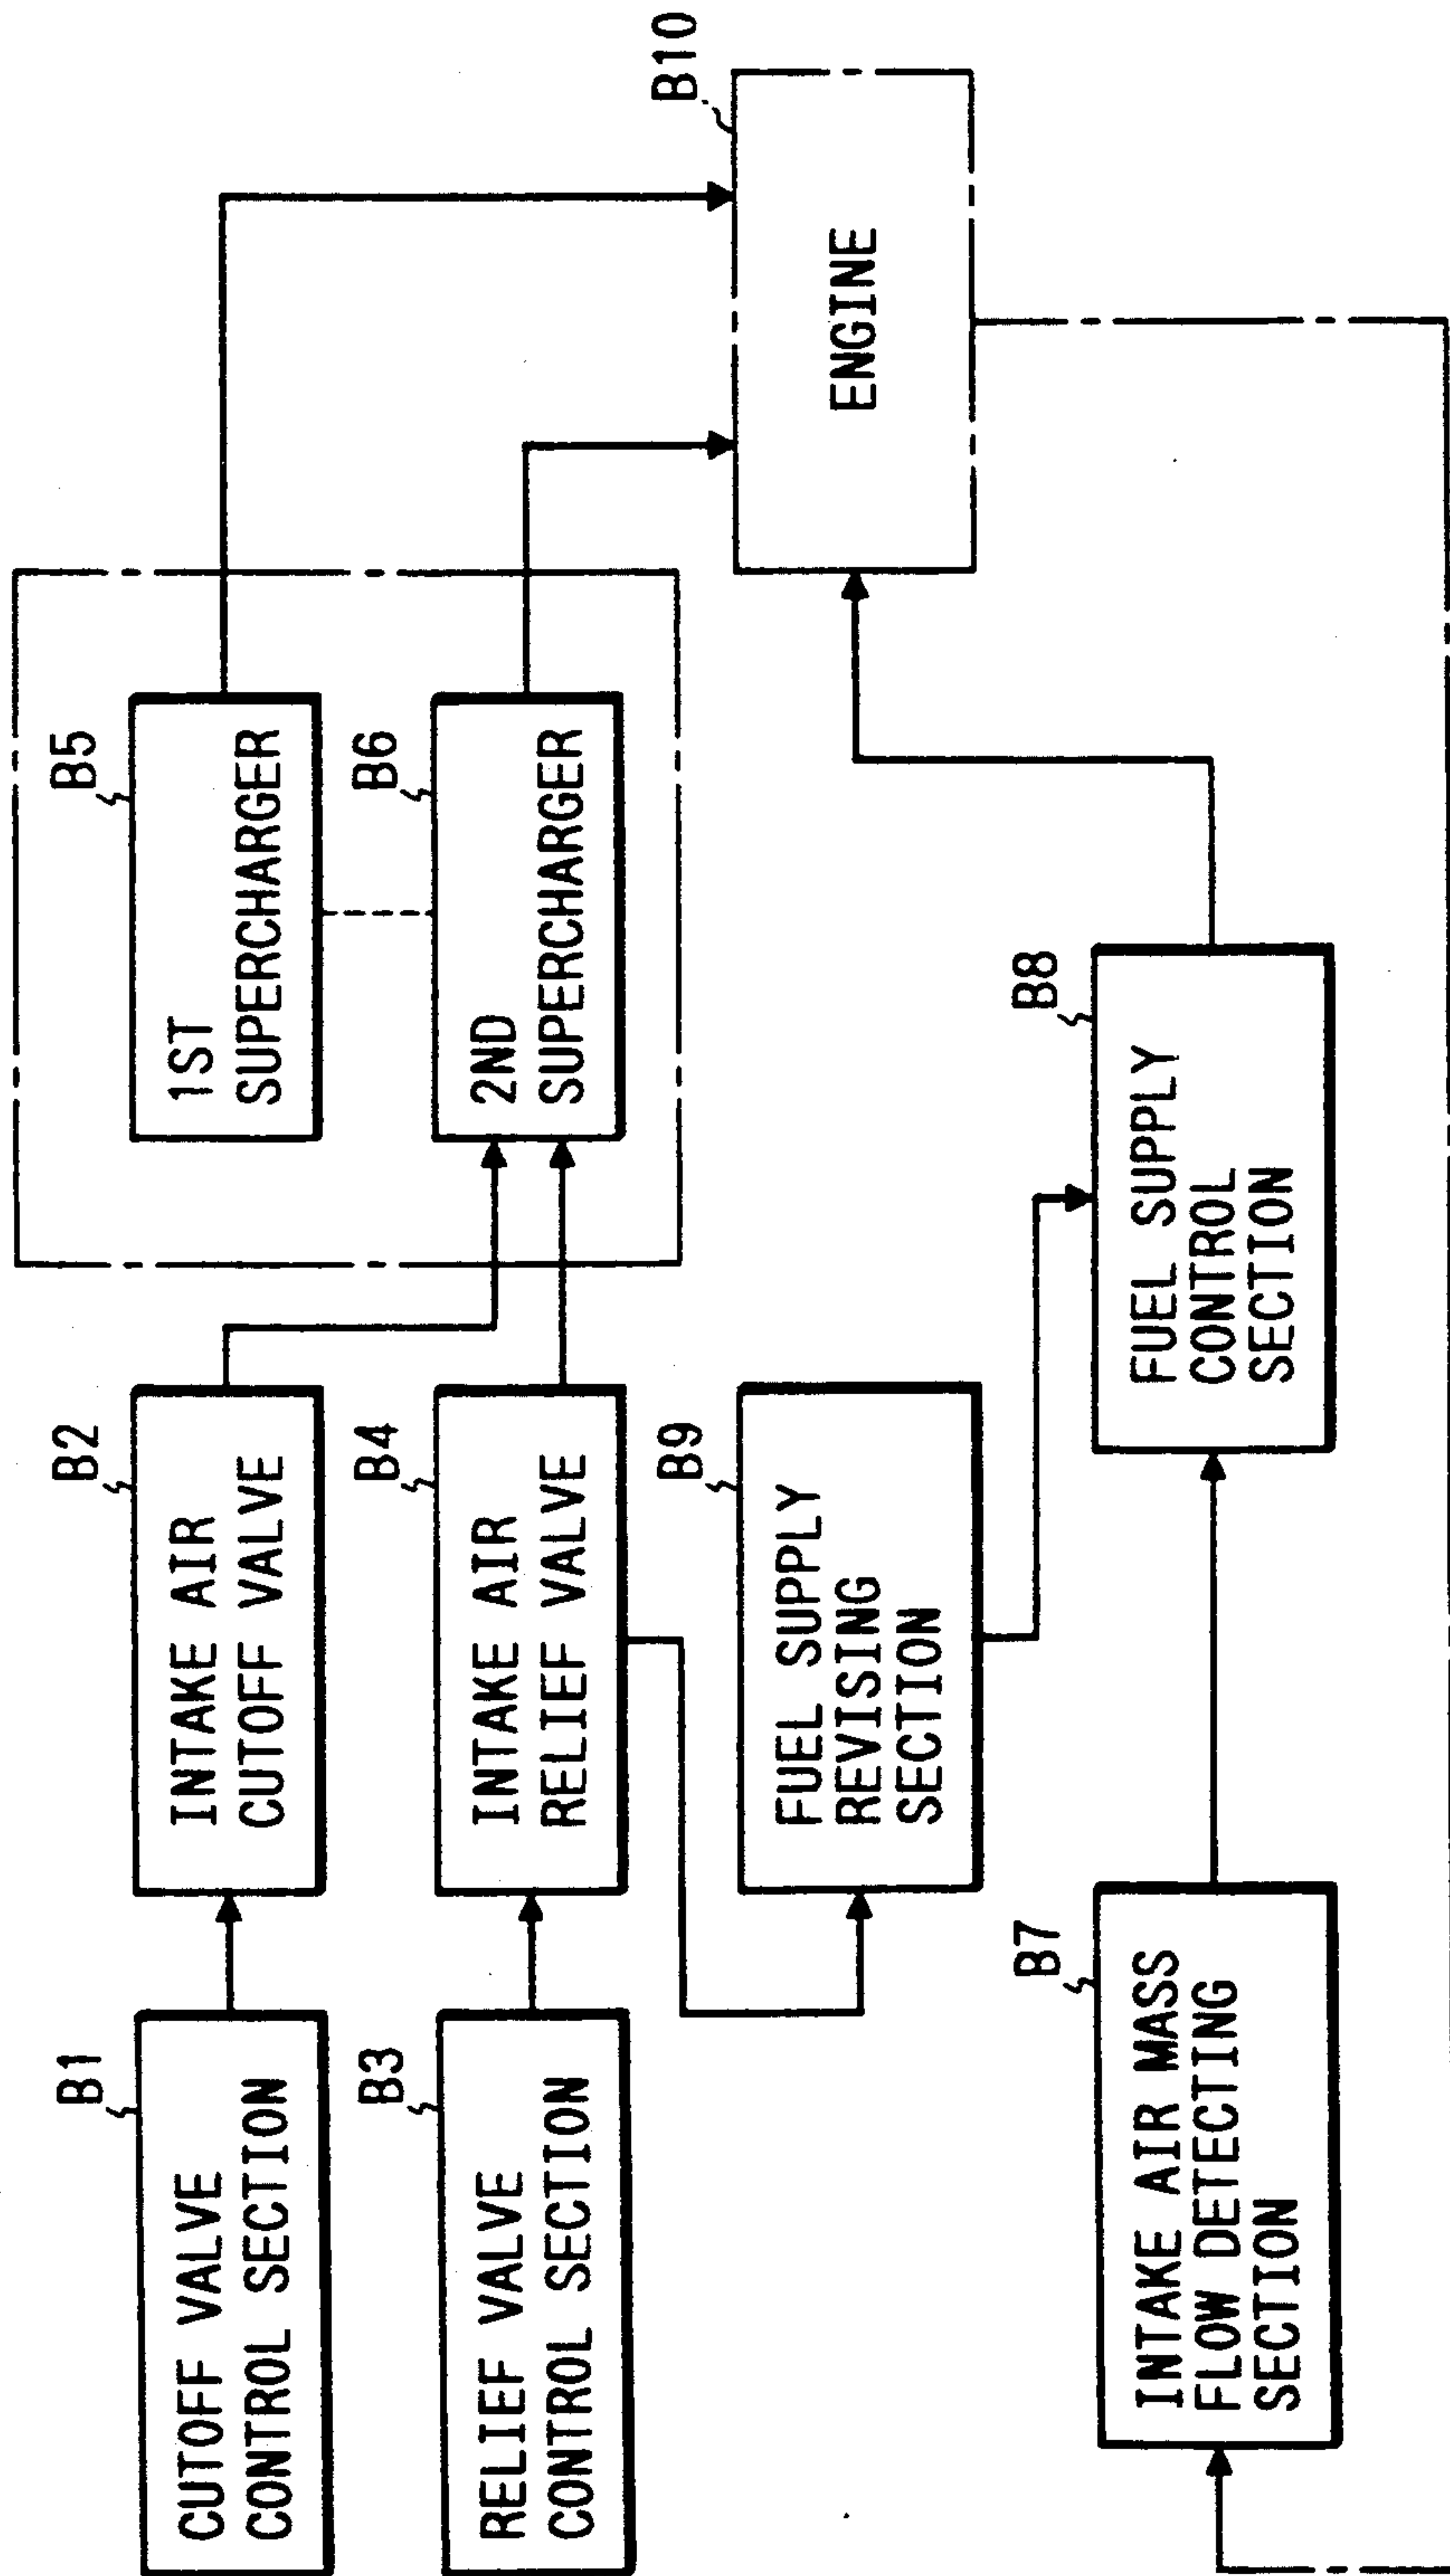 B1
CUTOFF VALVE
CONTROL SECTION
B2
INTAKE AIR
CUTOFF VALVE
B5
1ST
SUPERCHARGER
B3
RELIEF VALVE
CONTROL SECTION
B4
INTAKE AIR
RELIEF VALVE
B6
2ND
SUPERCHARGER
B9
FUEL SUPPLY
REVISING
SECTION
B10
ENGINE
B7
INTAKE AIR MASS
FLOW DETECTING
SECTION
B8
FUEL SUPPLY
CONTROL
SECTION